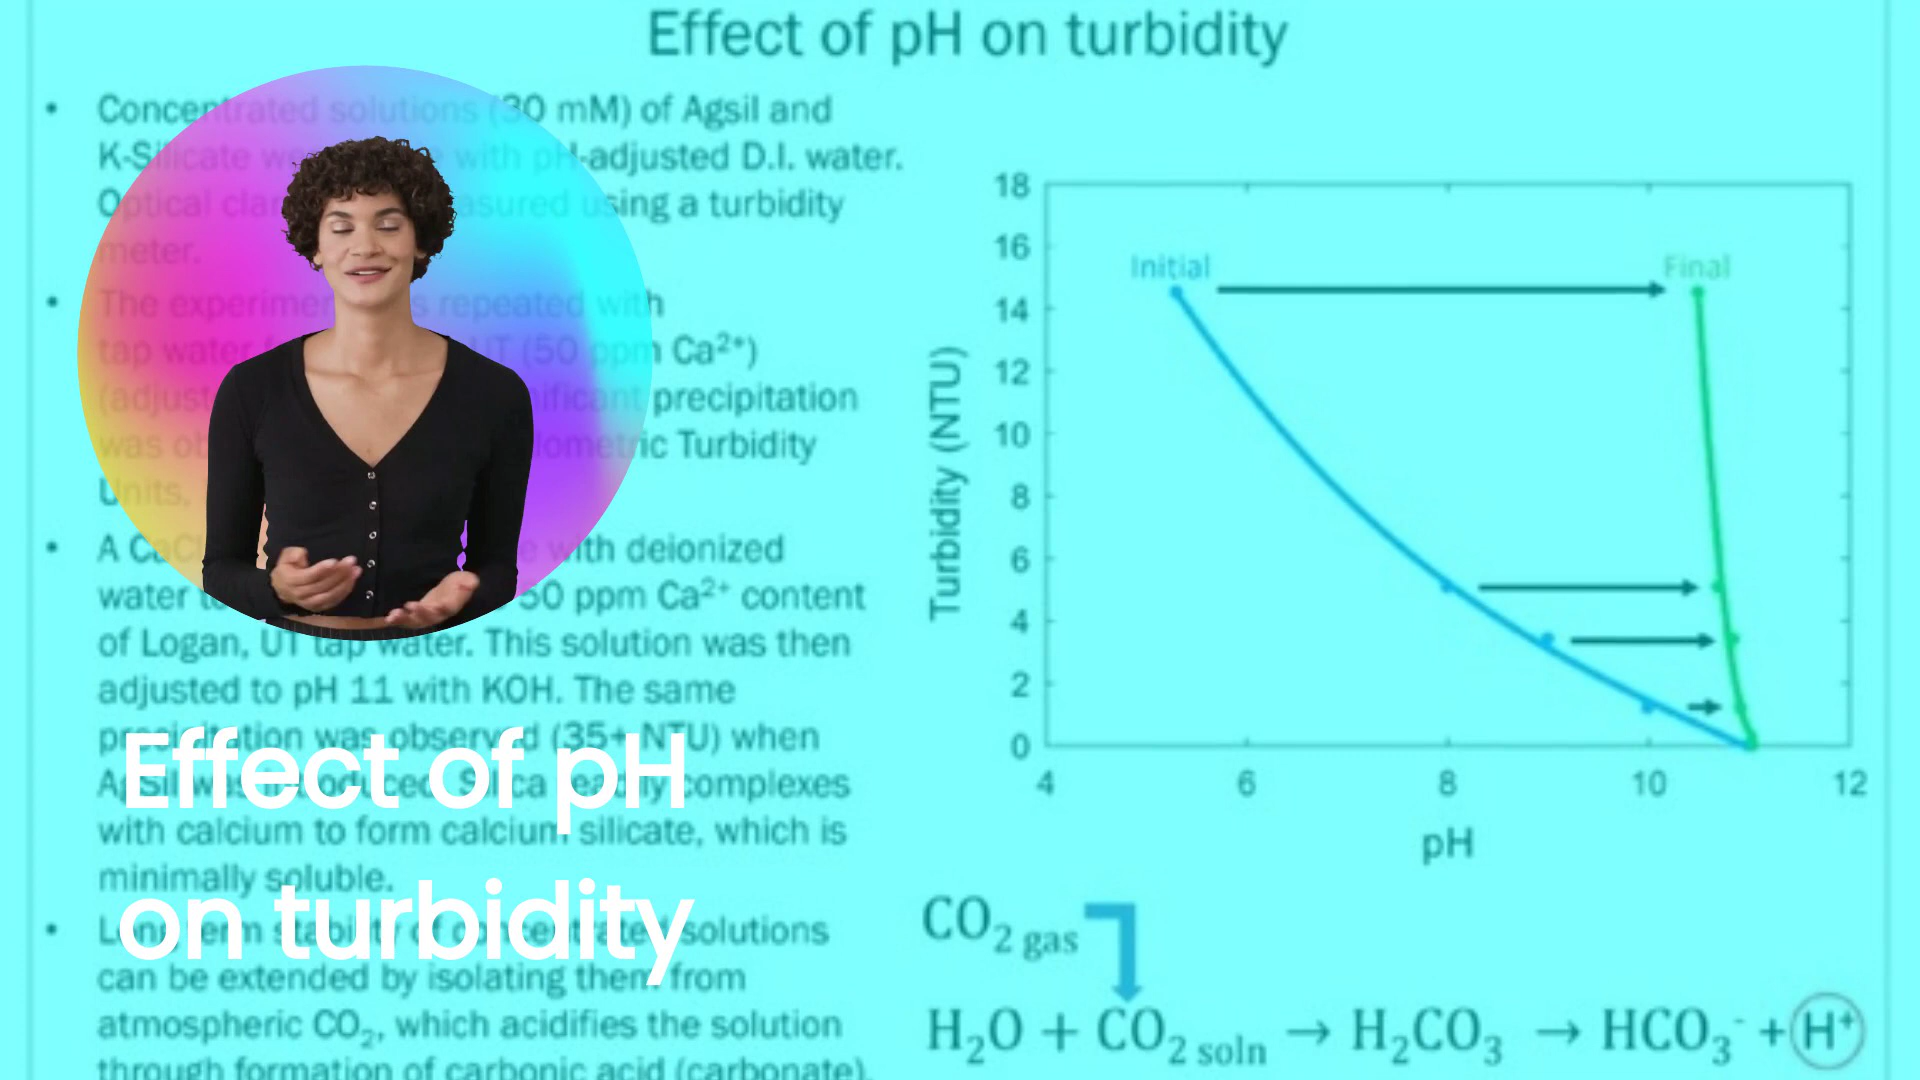 Effect of pH on turbidity
• Concentrated solutions (30 mM) of Agsil and
K-Silicate with pH-adjusted D.I. water.
Optical using a turbidity
meter.
• The repeated with
tap water UT (50 ppm Ca²⁺)
precipitation
was Turbidity
Units.
• A with deionized
water 50 ppm Ca²⁺ content
of Logan, UT tap water. This solution was then
adjusted to pH 11 with KOH. The same
precipitation was observed (35+ NTU) when
AgSil was introduced. Silica readily complexes
with calcium to form calcium silicate, which is
minimally soluble.
• Long term stability of concentrated solutions
can be extended by isolating them from
atmospheric CO₂, which acidifies the solution
through formation of carbonic acid (carbonate).
Effect of pH
on turbidity
Initial
Final
Turbidity (NTU)
18
16
14
12
10
8
6
4
2
0
4 6 8 10 12
pH
CO₂ gas
H₂O + CO₂ soln → H₂CO₃ → HCO₃⁻ + H⁺